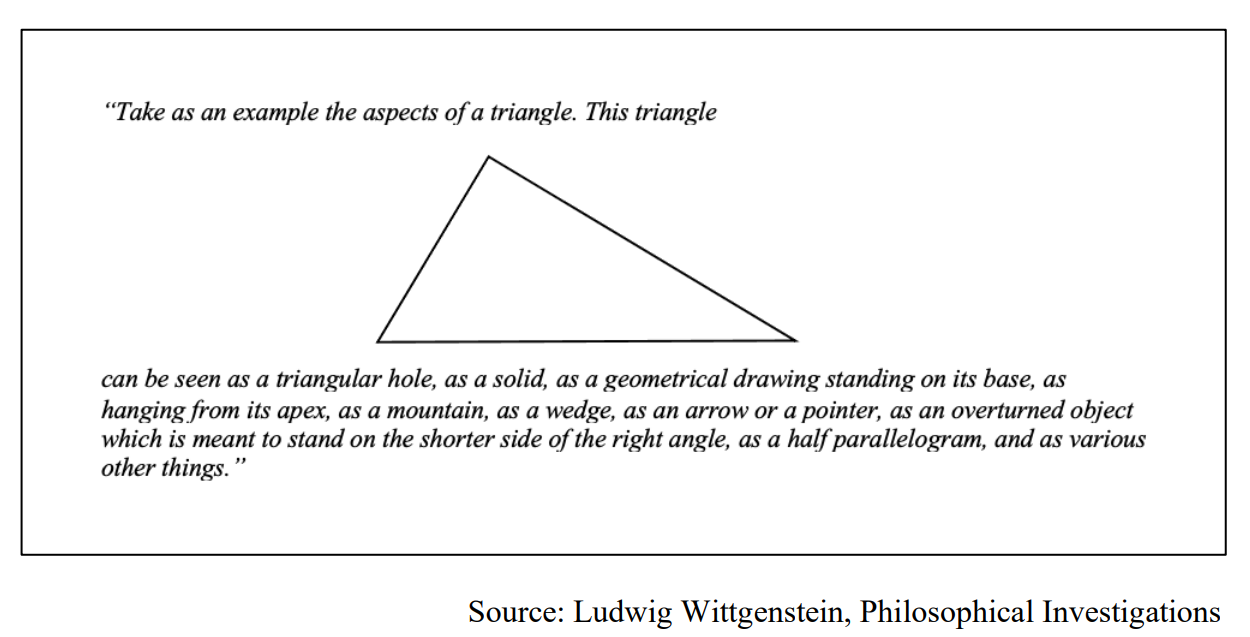 “Take as an example the aspects of a triangle. This triangle
can be seen as a triangular hole, as a solid, as a geometrical drawing standing on its base, as
hanging from its apex, as a mountain, as a wedge, as an arrow or a pointer, as an overturned object
which is meant to stand on the shorter side of the right angle, as a half parallelogram, and as various
other things.”
Source: Ludwig Wittgenstein, Philosophical Investigations